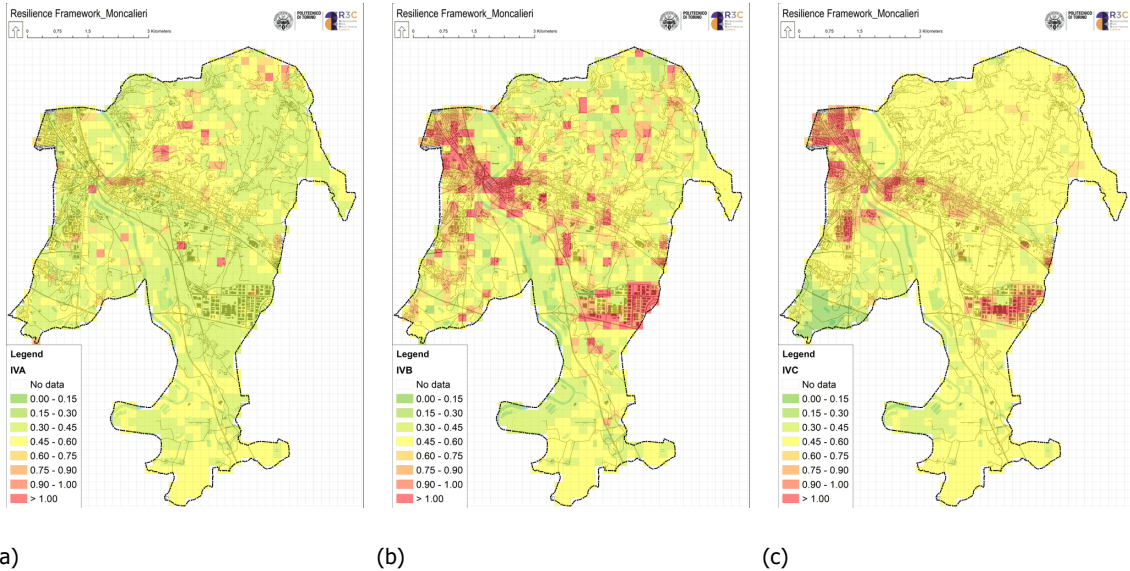 Resilience Framework_Moncalieri
POLITECNICO
DI TORINO
R3C
0 0,75 1,5 3 Kilometers
Legend
IVA
No data
0.00 - 0.15
0.15 - 0.30
0.30 - 0.45
0.45 - 0.60
0.60 - 0.75
0.75 - 0.90
0.90 - 1.00
> 1.00
a)
Resilience Framework_Moncalieri
POLITECNICO
DI TORINO
R3C
0 0,75 1,5 3 Kilometers
Legend
IVB
No data
0.00 - 0.15
0.15 - 0.30
0.30 - 0.45
0.45 - 0.60
0.60 - 0.75
0.75 - 0.90
0.90 - 1.00
> 1.00
(b)
Resilience Framework_Moncalieri
POLITECNICO
DI TORINO
R3C
0 0,75 1,5 3 Kilometers
Legend
IVC
No data
0.00 - 0.15
0.15 - 0.30
0.30 - 0.45
0.45 - 0.60
0.60 - 0.75
0.75 - 0.90
0.90 - 1.00
> 1.00
(c)